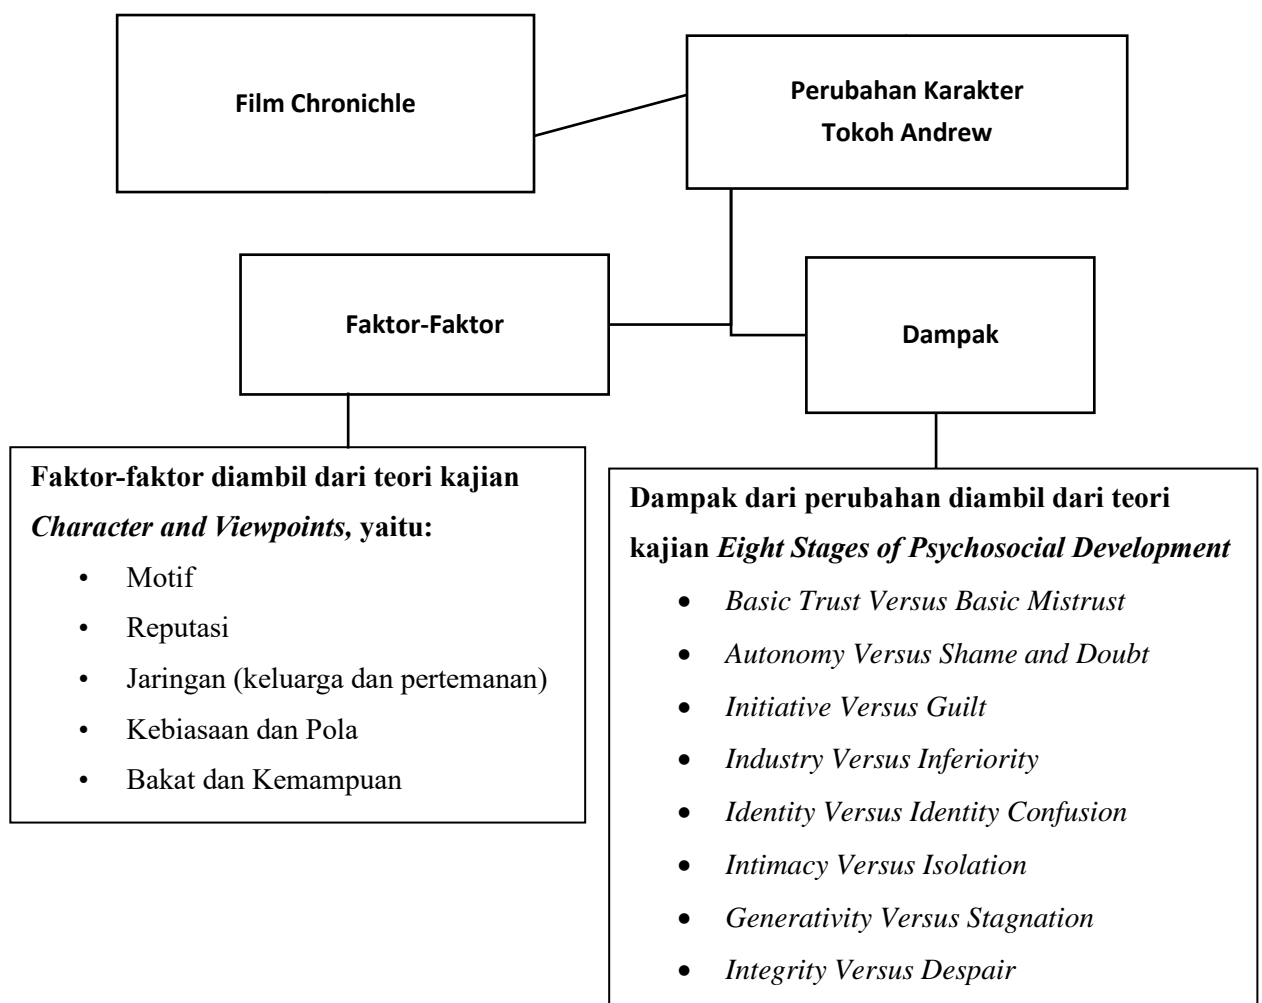 Film Chronichle
Perubahan Karakter
Tokoh Andrew
Faktor-Faktor
Dampak
Faktor-faktor diambil dari teori kajian
Character and Viewpoints, yaitu:
• Motif
• Reputasi
• Jaringan (keluarga dan pertemanan)
• Kebiasaan dan Pola
• Bakat dan Kemampuan
Dampak dari perubahan diambil dari teori
kajian Eight Stages of Psychosocial Development
• Basic Trust Versus Basic Mistrust
• Autonomy Versus Shame and Doubt
• Initiative Versus Guilt
• Industry Versus Inferiority
• Identity Versus Identity Confusion
• Intimacy Versus Isolation
• Generativity Versus Stagnation
• Integrity Versus Despair